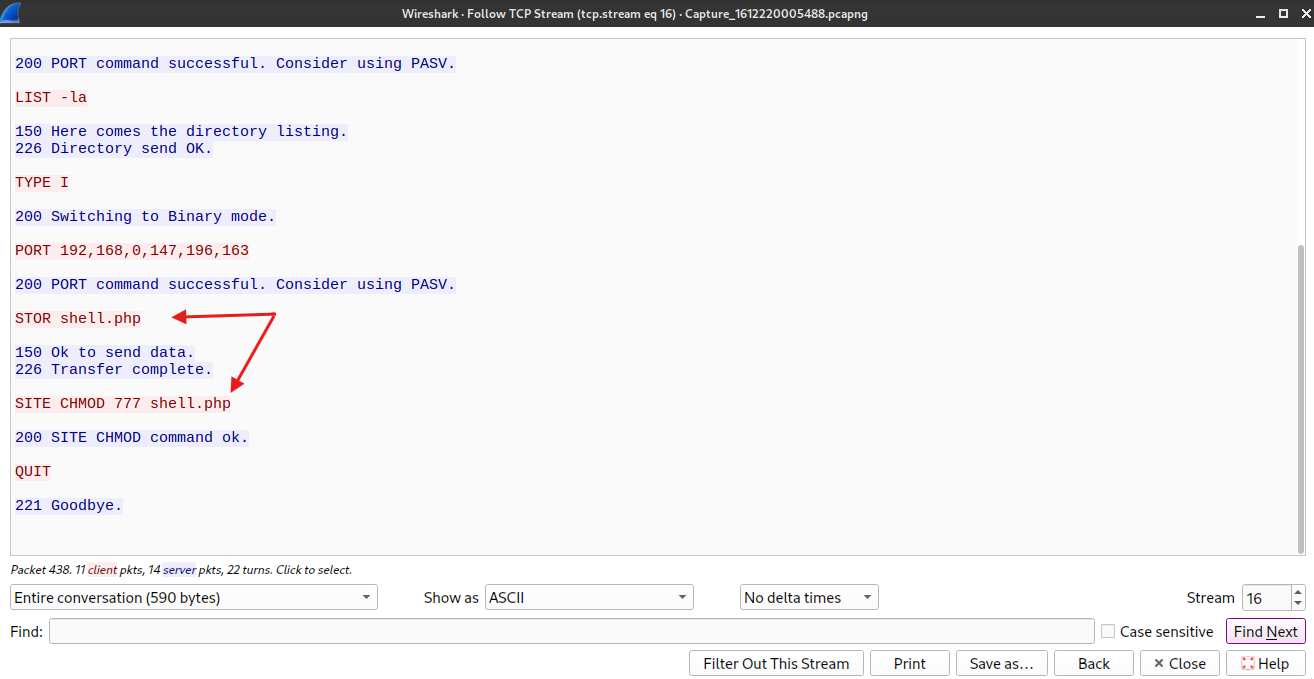 Wireshark · Follow TCP Stream (tcp.stream eq 16) · Capture_1612220005488.pcapng
200 PORT command successful. Consider using PASV.
LIST -la
150 Here comes the directory listing.
226 Directory send OK.
TYPE I
200 Switching to Binary mode.
PORT 192,168,0,147,196,163
200 PORT command successful. Consider using PASV.
STOR shell.php
150 Ok to send data.
226 Transfer complete.
SITE CHMOD 777 shell.php
200 SITE CHMOD command ok.
QUIT
221 Goodbye.
Packet 438. 11 client pkts, 14 server pkts, 22 turns. Click to select.
Entire conversation (590 bytes) Show as ASCII No delta times Stream 16
Find: Case sensitive Find Next
Filter Out This Stream Print Save as… Back Close Help